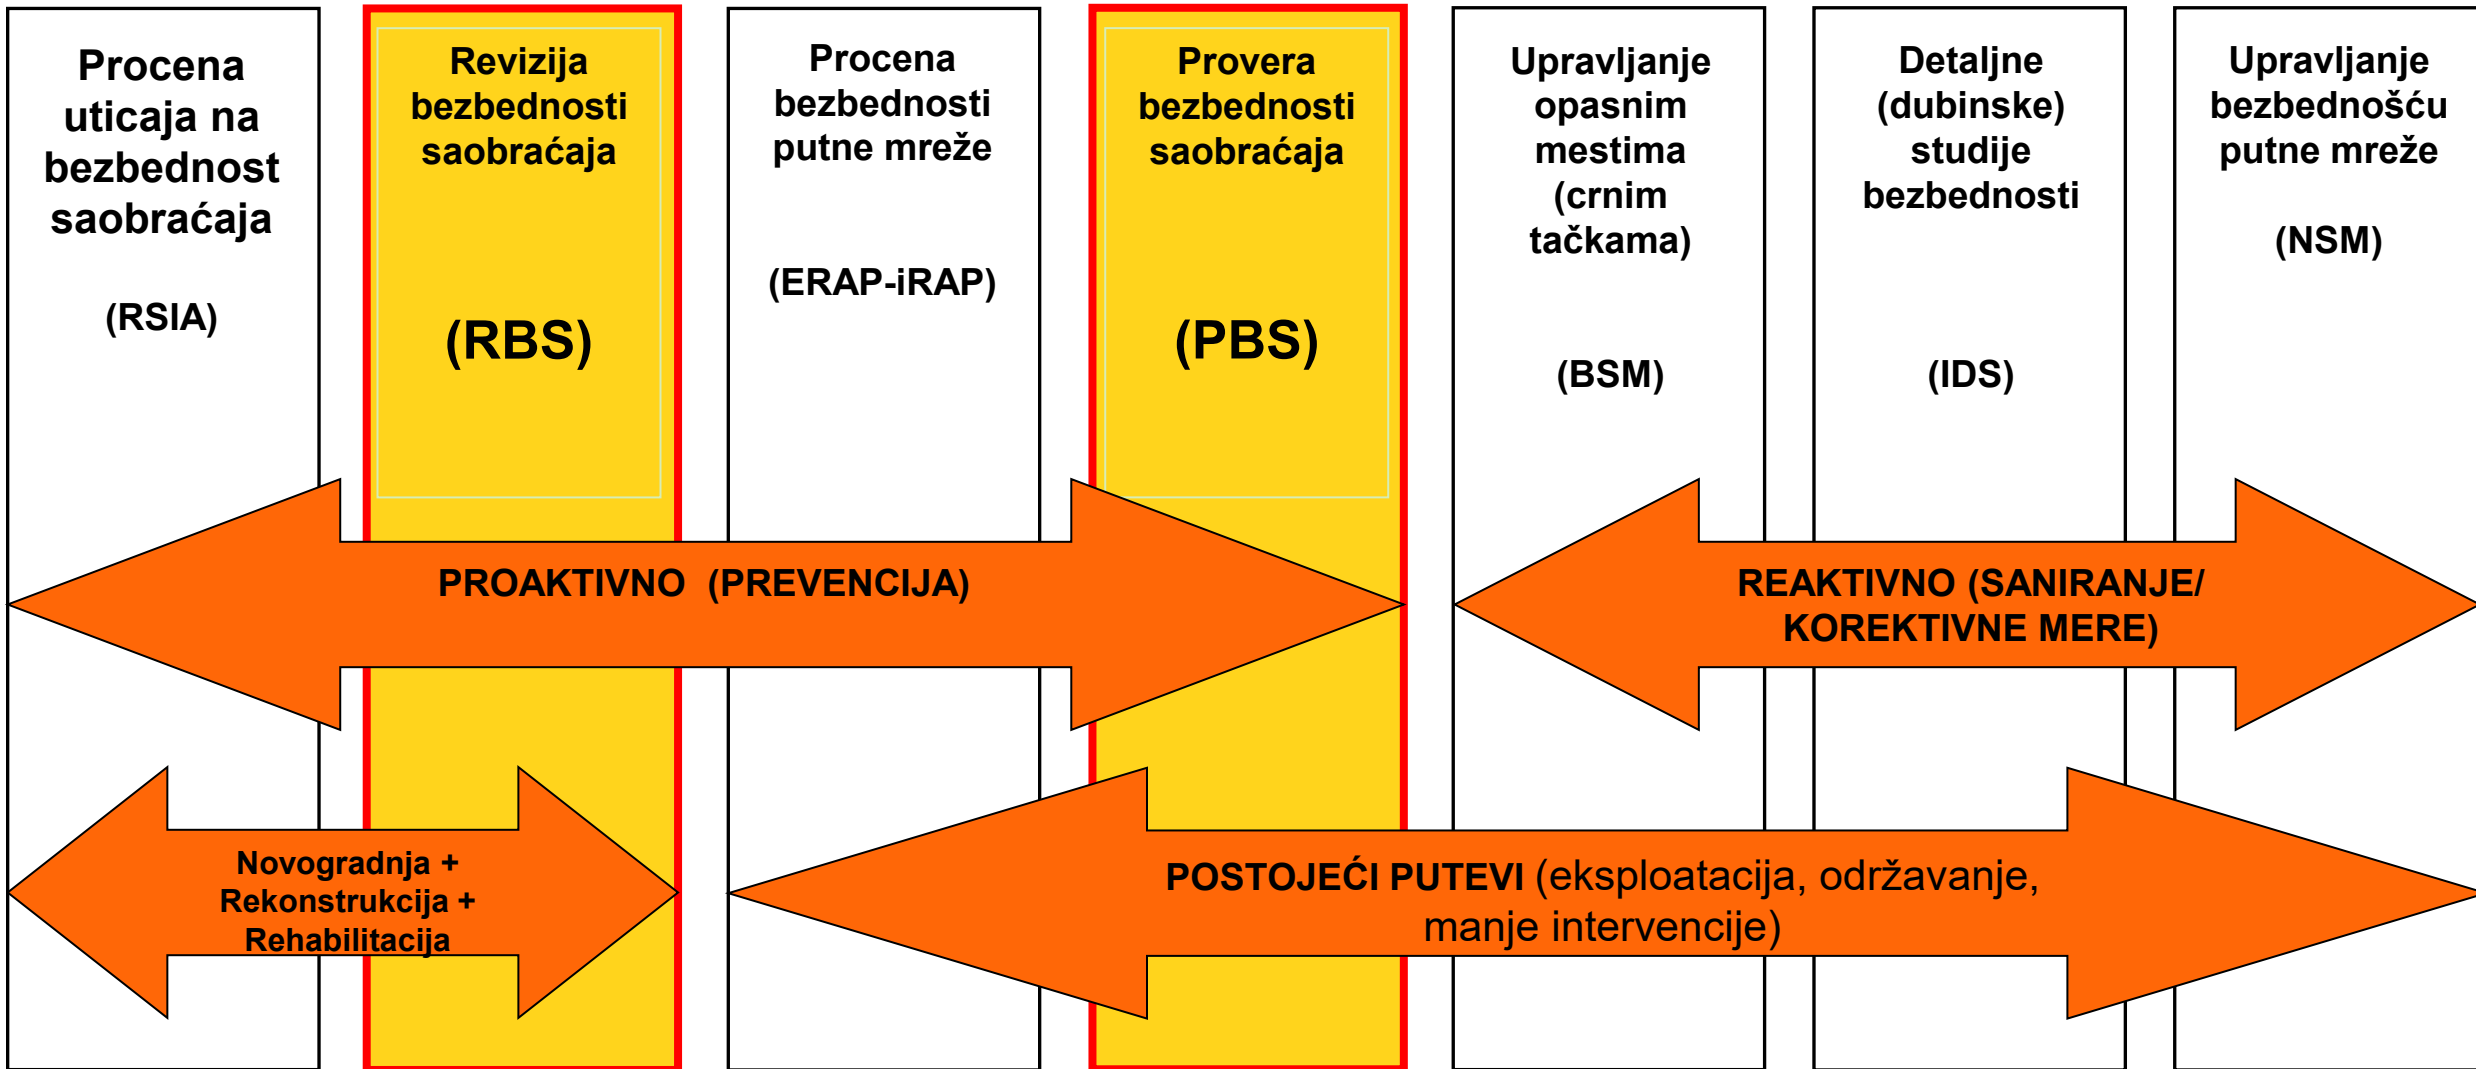 Procena
uticaja na
bezbednost
saobraćaja
(RSIA)
Revizija
bezbednosti
saobraćaja
(RBS)
Procena
bezbednosti
putne mreže
(ERAP-iRAP)
Provera
bezbednosti
saobraćaja
(PBS)
Upravljanje
opasnim
mestima
(crnim
tačkama)
(BSM)
Detaljne
(dubinske)
studije
bezbednosti
(IDS)
Upravljanje
bezbednošću
putne mreže
(NSM)
PROAKTIVNO (PREVENCIJA)
REAKTIVNO (SANIRANJE/
KOREKTIVNE MERE)
Novogradnja +
Rekonstrukcija +
Rehabilitacija
POSTOJEĆI PUTEVI (eksploatacija, održavanje,
manje intervencije)